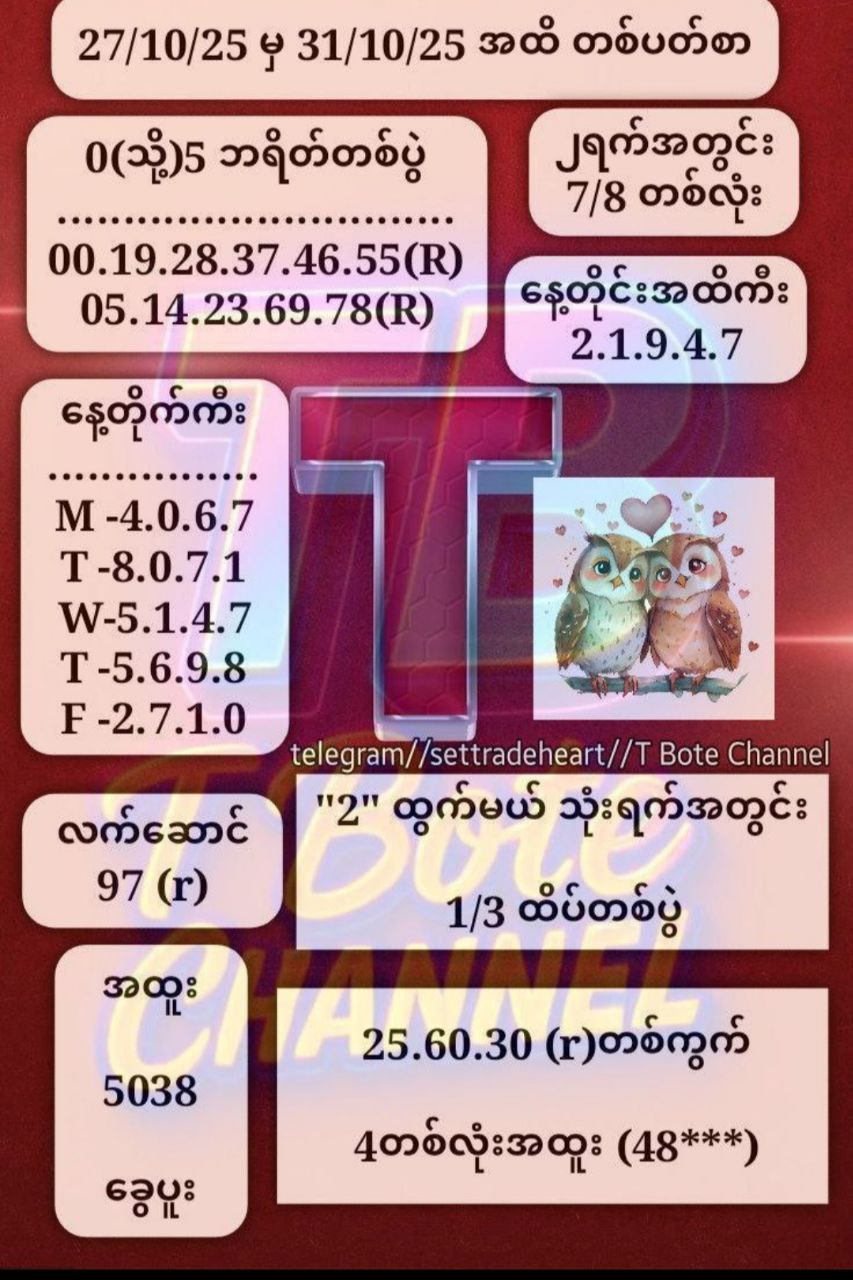 27/10/25 မှ 31/10/25 အထိ တစ်ပတ်စာ
0(သို့)5 ဘရိတ်တစ်ပွဲ
..............................
00.19.28.37.46.55(R)
05.14.23.69.78(R)
၂ရက်အတွင်း
7/8 တစ်လုံး
နေ့တိုင်းအထိကီး
2.1.9.4.7
နေ့တိုက်ကီး
................
M -4.0.6.7
T -8.0.7.1
W-5.1.4.7
T -5.6.9.8
F -2.7.1.0
TB
T
telegram//settradeheart//T Bote Channel
T Bote
CHANNEL
လက်ဆောင်
97 (r)
"2" ထွက်မယ် သုံးရက်အတွင်း
1/3 ထိပ်တစ်ပွဲ
အထူး
5038
ခွေပူး
25.60.30 (r)တစ်ကွက်
4တစ်လုံးအထူး (48***)